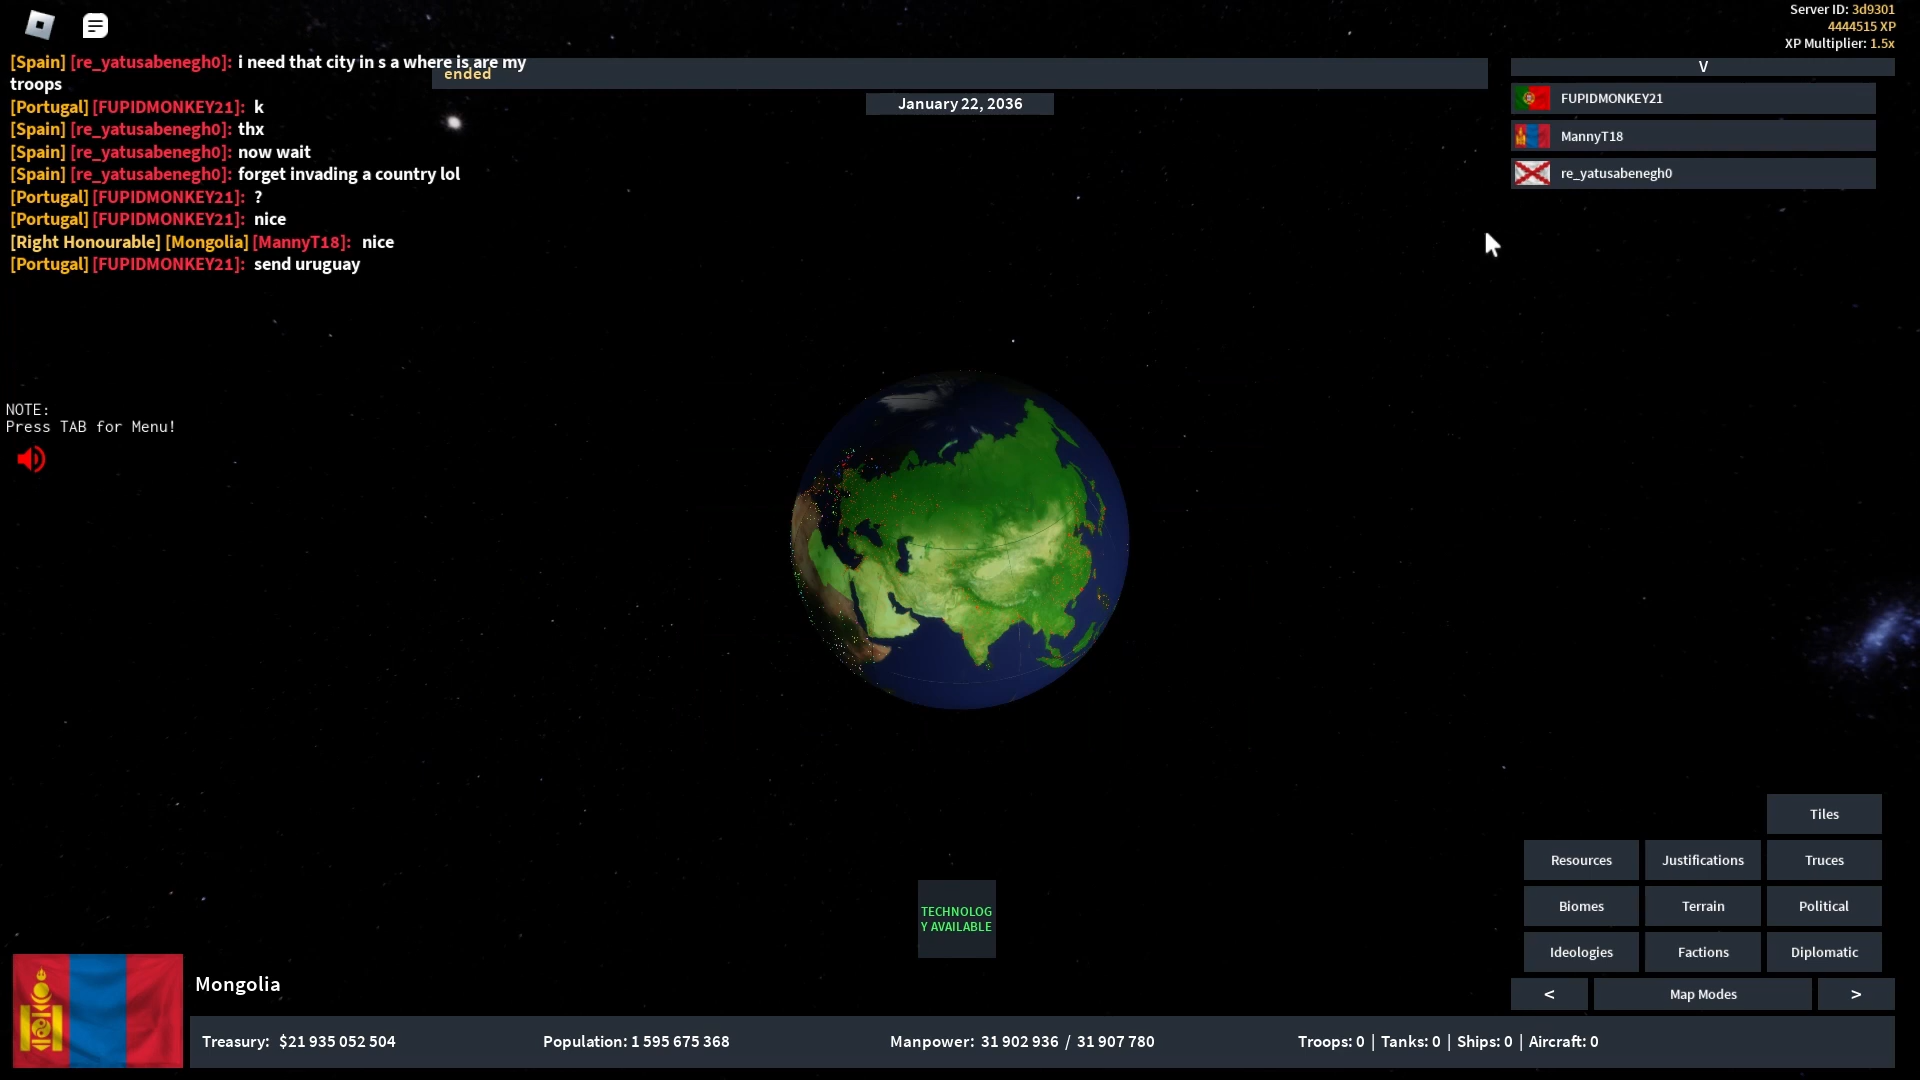 Server ID: 3d9301
4444515 XP
XP Multiplier: 1.5x
[Spain] [re_yatusabenegh0]: i need that city in s a where is are my
troops
[Portugal] [FUPIDMONKEY21]: k
[Spain] [re_yatusabenegh0]: thx
[Spain] [re_yatusabenegh0]: now wait
[Spain] [re_yatusabenegh0]: forget invading a country lol
[Portugal] [FUPIDMONKEY21]: ?
[Portugal] [FUPIDMONKEY21]: nice
[Right Honourable] [Mongolia] [MannyT18]: nice
[Portugal] [FUPIDMONKEY21]: send uruguay
ended
January 22, 2036
V
FUPIDMONKEY21
MannyT18
re_yatusabenegh0
NOTE:
Press TAB for Menu!
TECHNOLOG
Y AVAILABLE
Tiles
Resources Justifications Truces
Biomes Terrain Political
Ideologies Factions Diplomatic
< Map Modes >
Mongolia
Treasury: $21 935 052 504 Population: 1 595 675 368 Manpower: 31 902 936 / 31 907 780 Troops: 0 | Tanks: 0 | Ships: 0 | Aircraft: 0